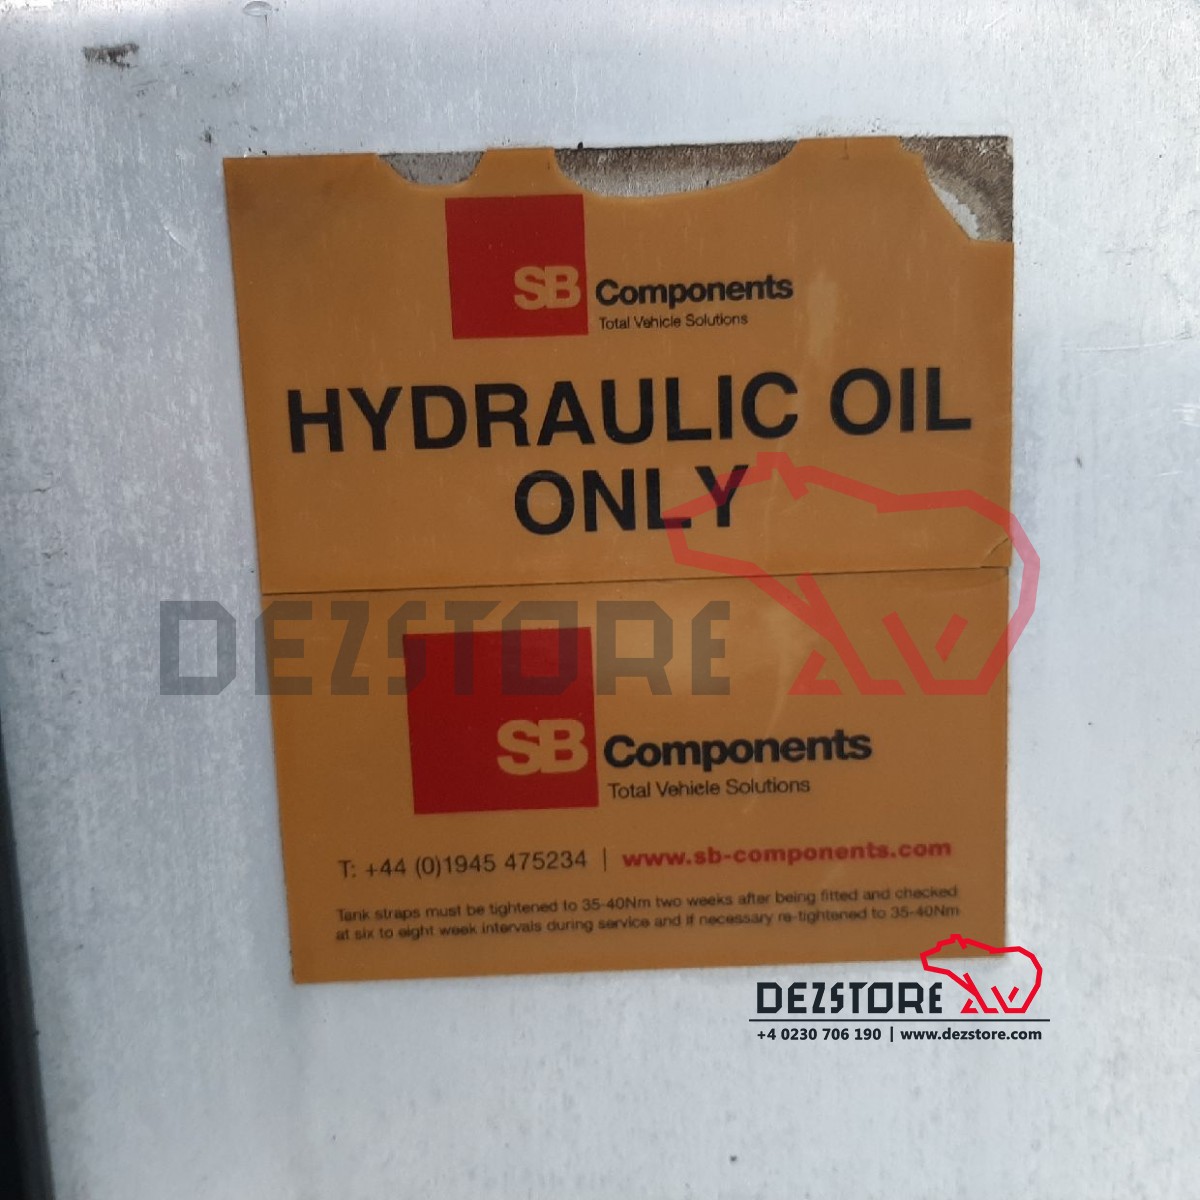 SB Components
Total Vehicle Solutions
HYDRAULIC OIL
ONLY
DEZSTORE
SB Components
Total Vehicle Solutions
T: +44 (0)1945 475234 | www.sb-components.com
Tank straps must be tightened to 35-40Nm two weeks after being fitted and checked
at six to eight week intervals during service and if necessary re-tightened to 35-40Nm
DEZSTORE
+4 0230 706 190 | www.dezstore.com